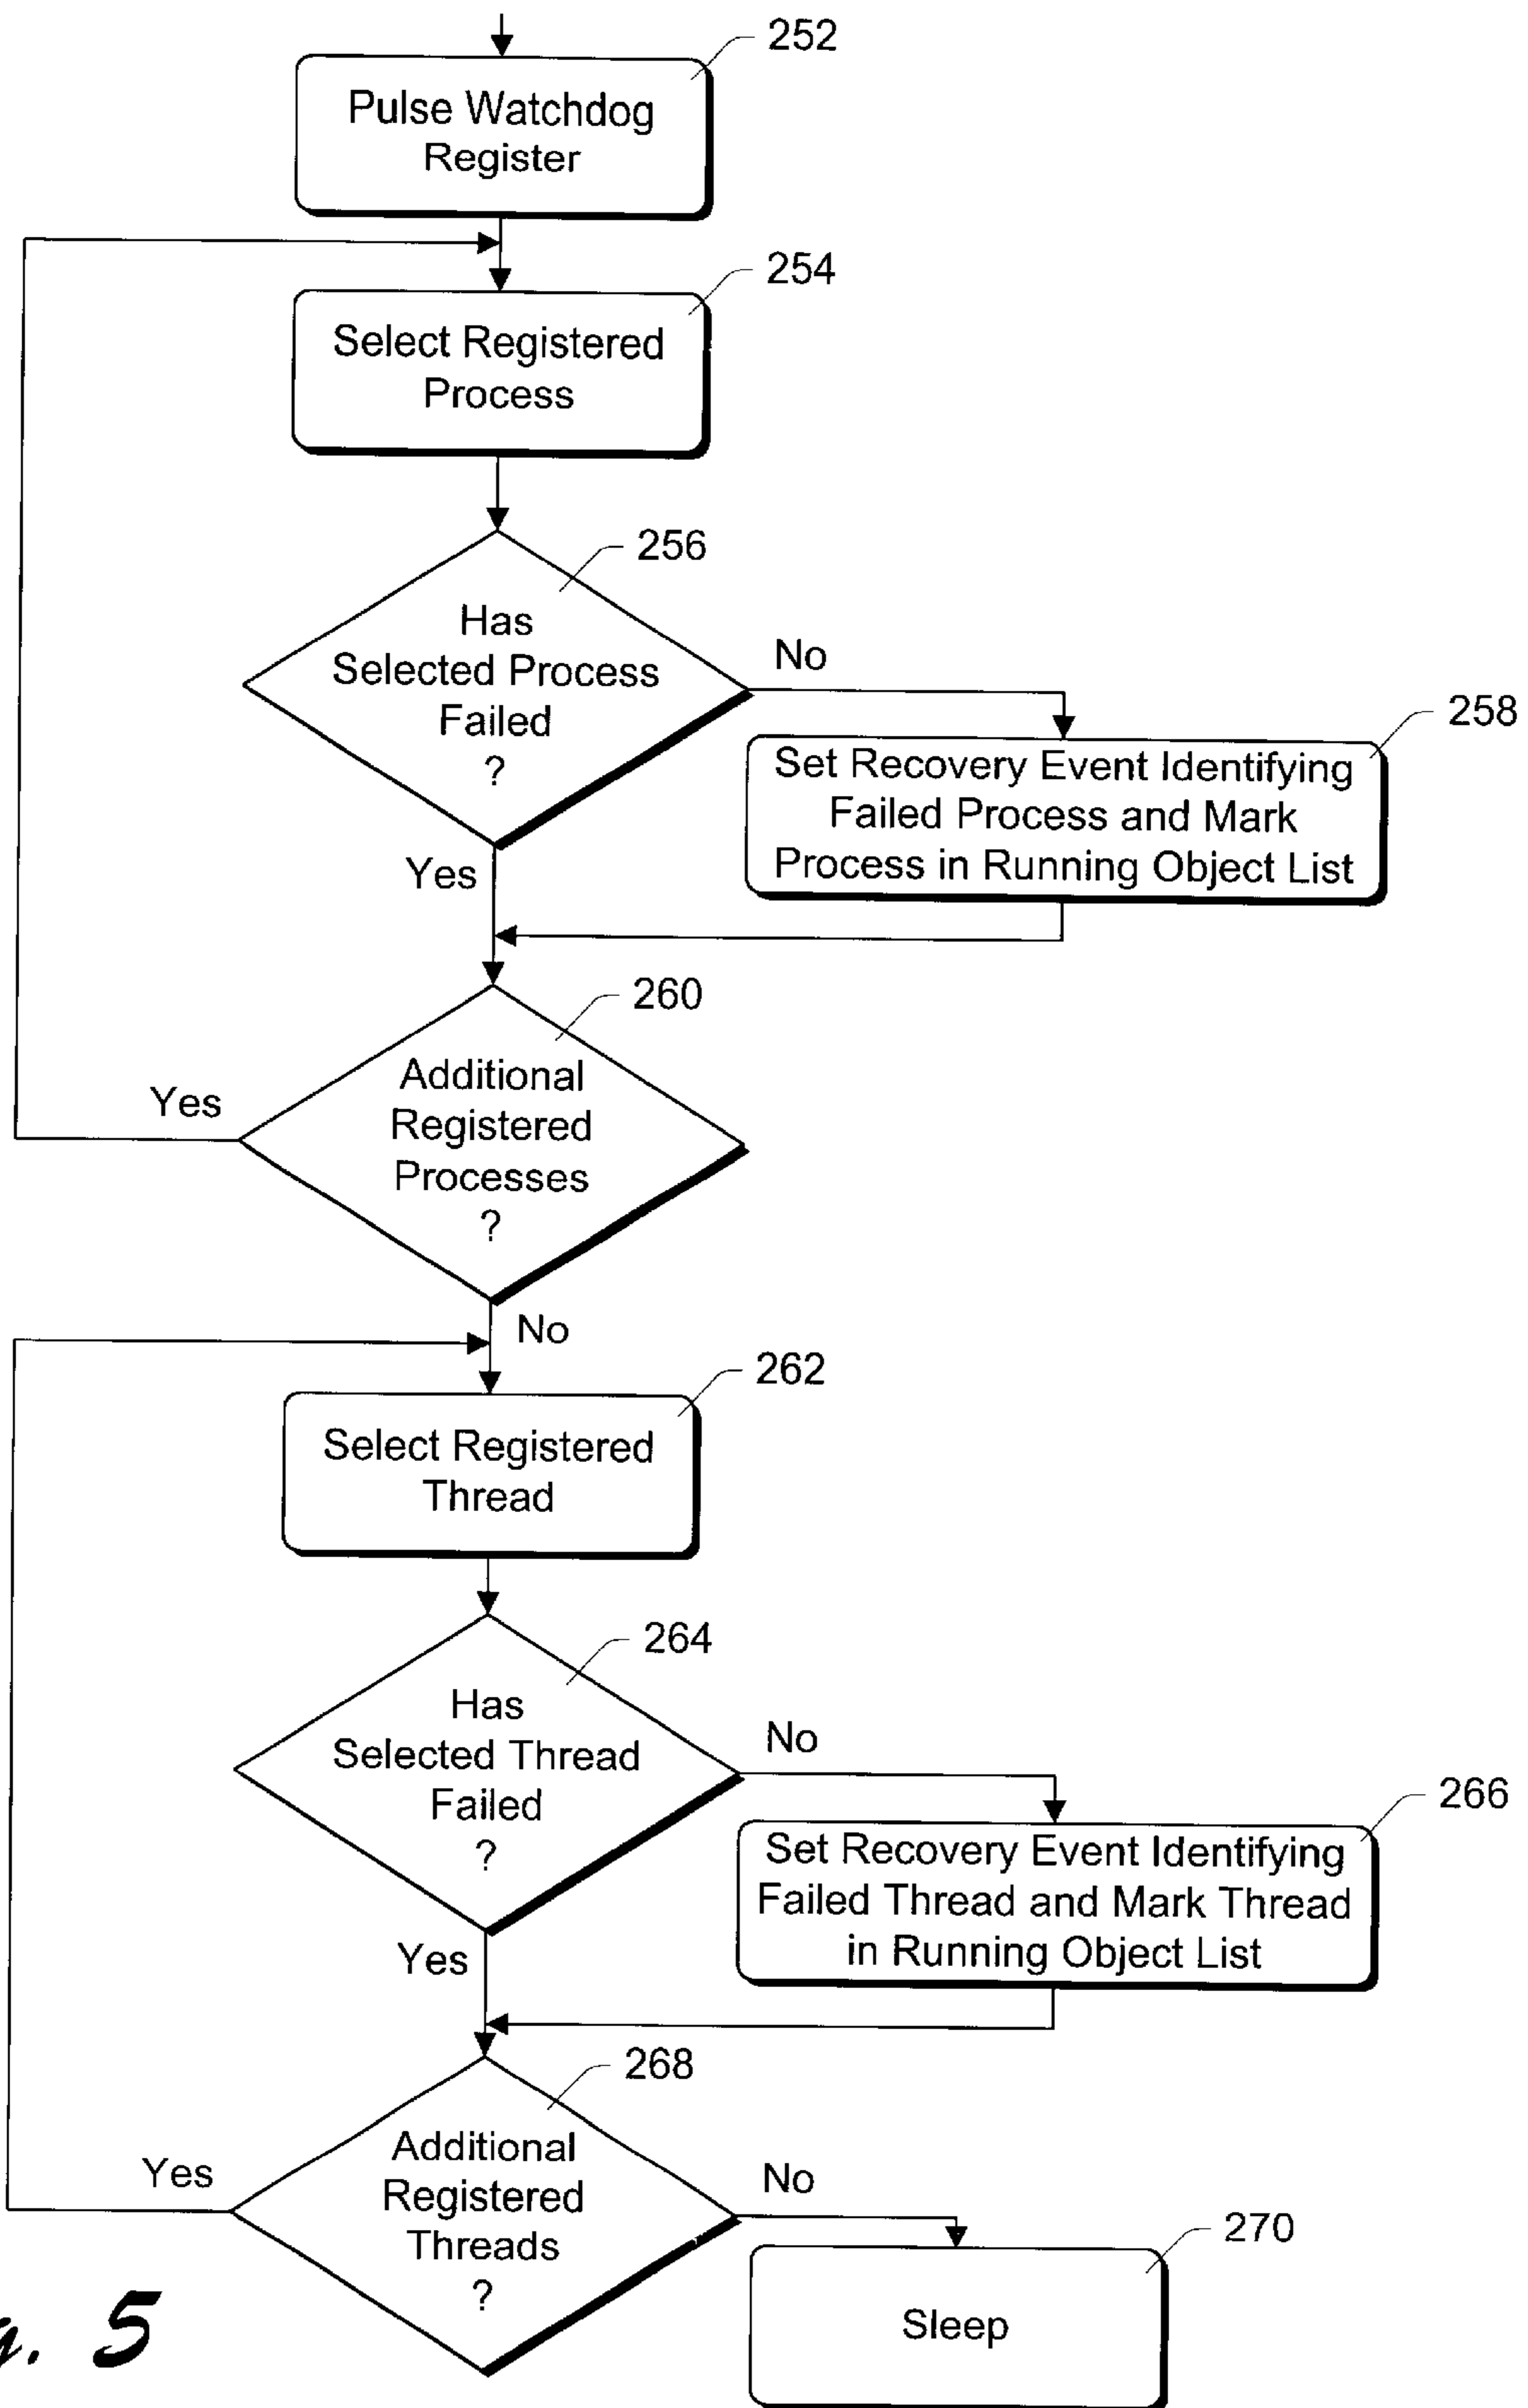 252
Pulse Watchdog
Register
254
Select Registered
Process
256
Has
Selected Process
Failed
?
No
258
Set Recovery Event Identifying
Failed Process and Mark
Process in Running Object List
Yes
260
Additional
Registered
Processes
?
Yes
No
262
Select Registered
Thread
264
Has
Selected Thread
Failed
?
No
266
Set Recovery Event Identifying
Failed Thread and Mark Thread
in Running Object List
Yes
268
Additional
Registered
Threads
?
Yes
No
270
Sleep
5